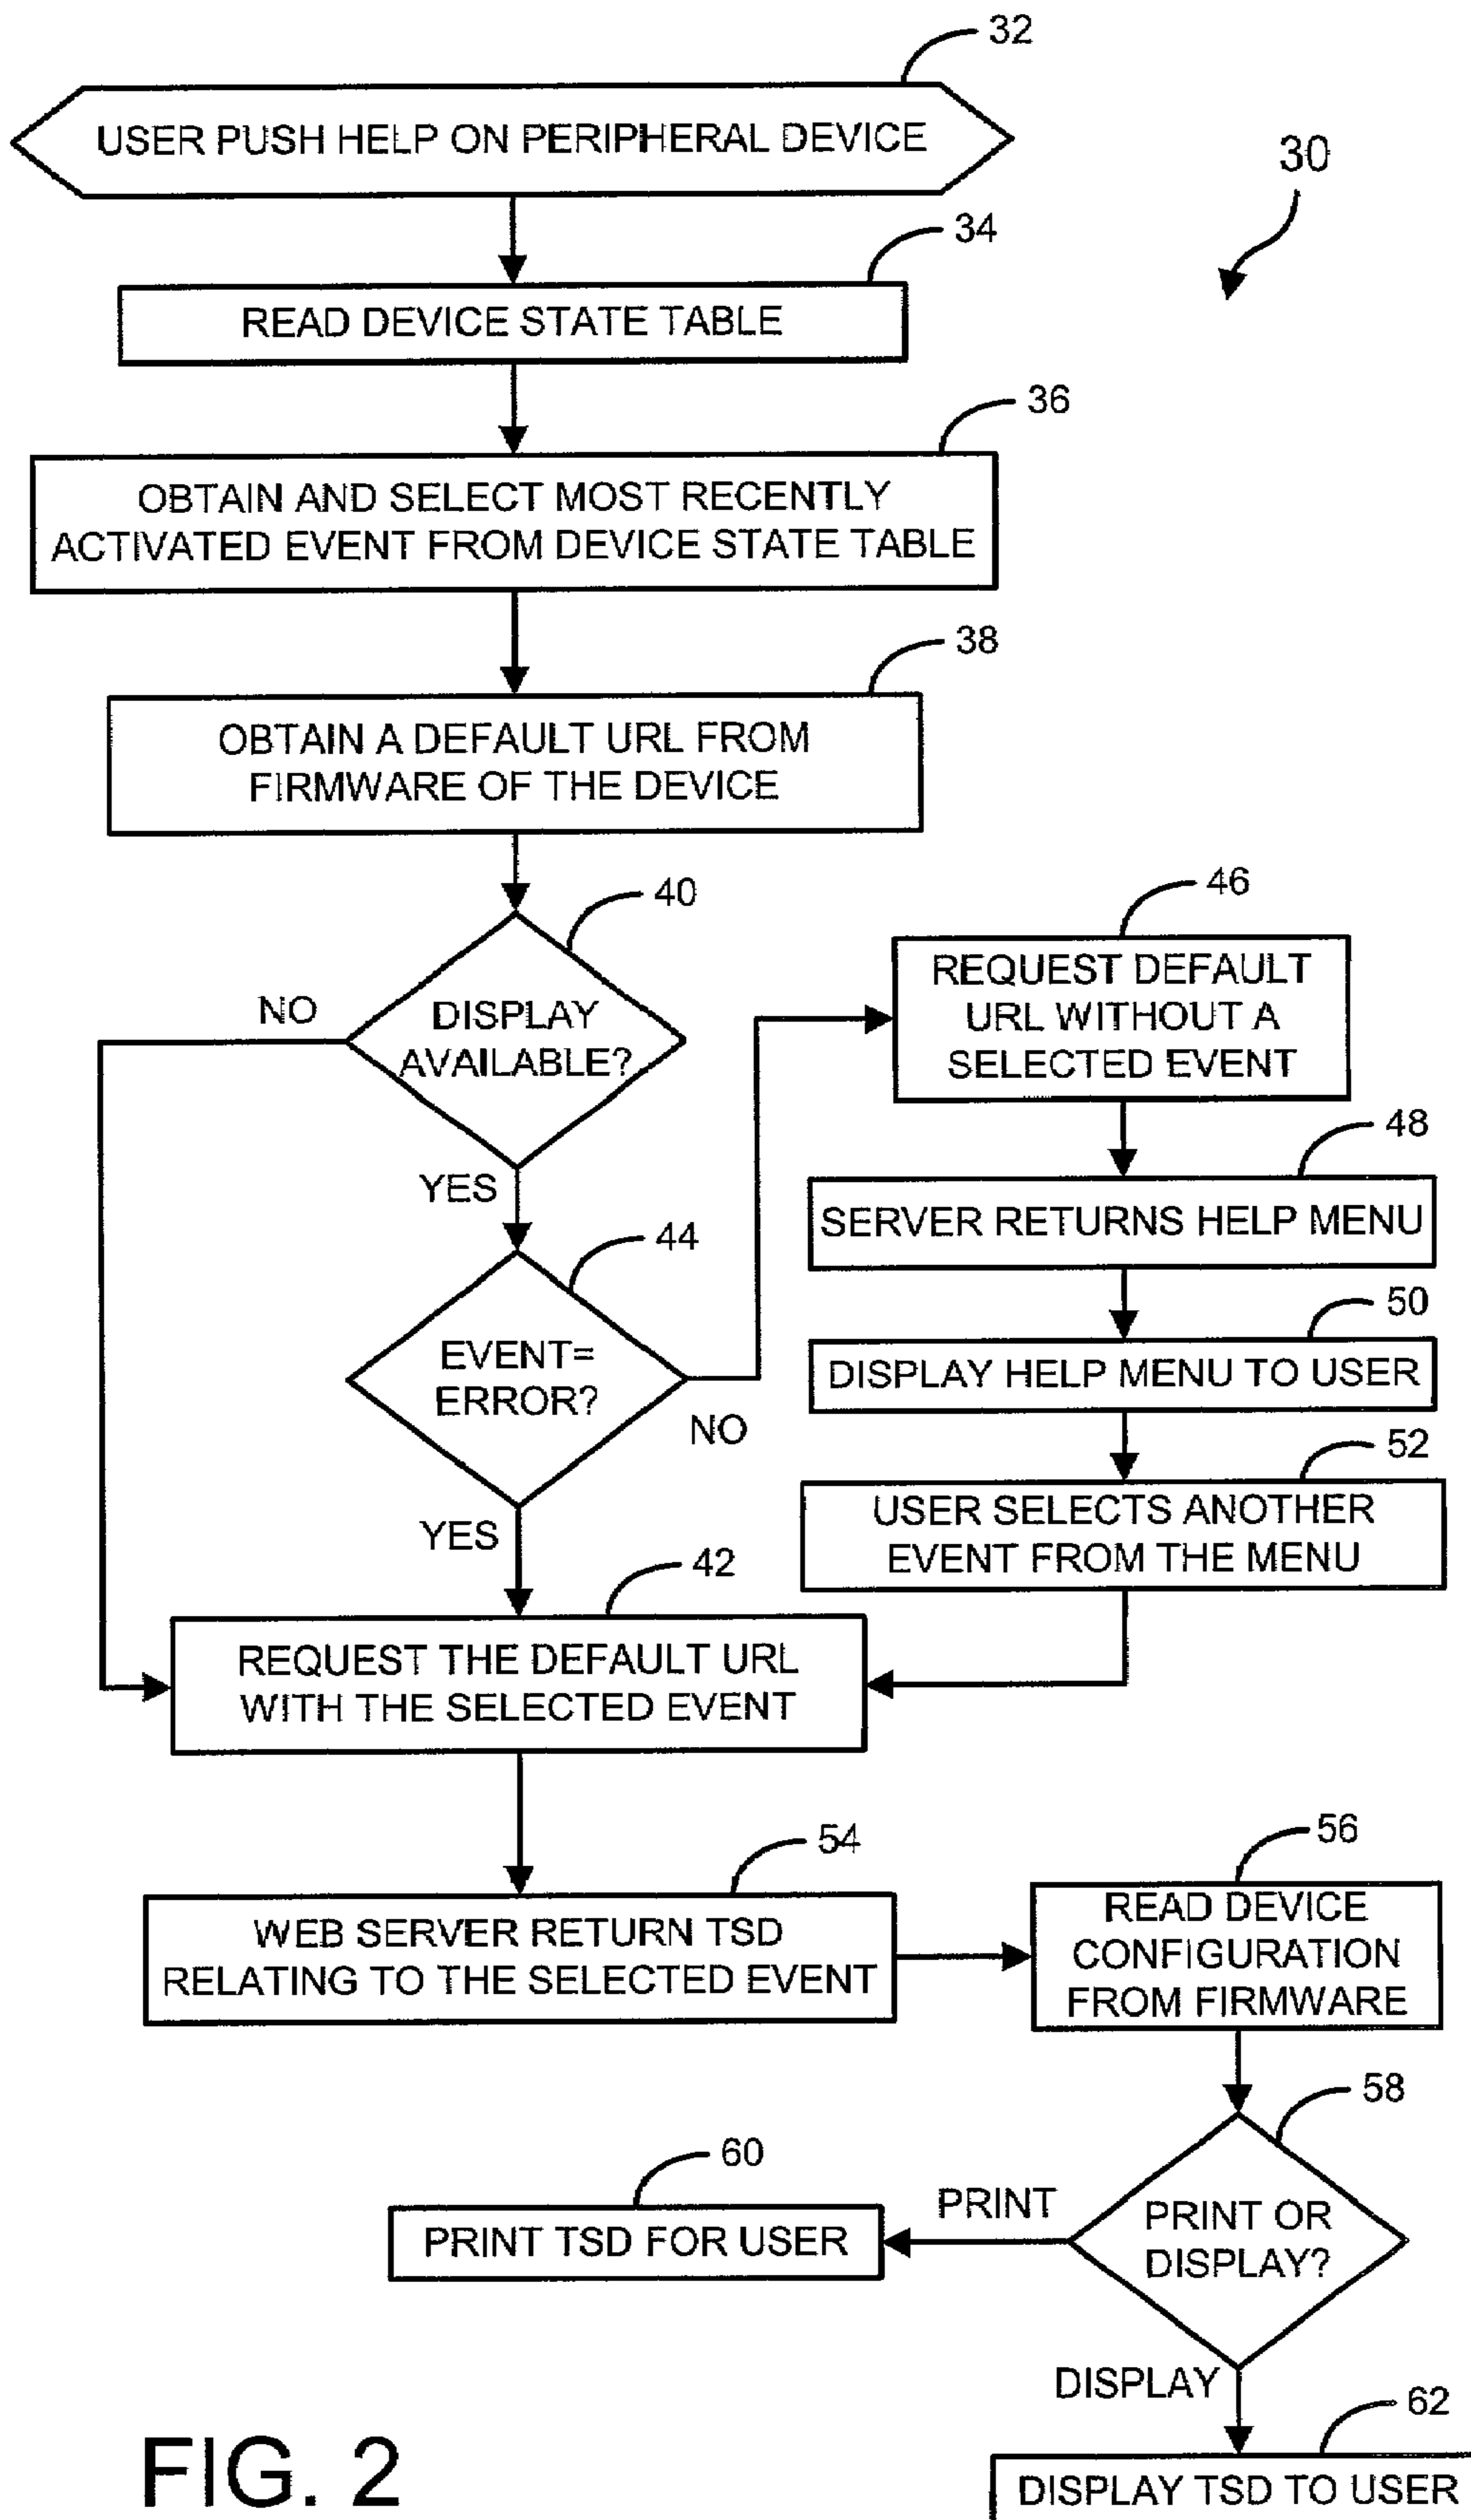 32
USER PUSH HELP ON PERIPHERAL DEVICE
30
34
READ DEVICE STATE TABLE
36
OBTAIN AND SELECT MOST RECENTLY
ACTIVATED EVENT FROM DEVICE STATE TABLE
38
OBTAIN A DEFAULT URL FROM
FIRMWARE OF THE DEVICE
40
DISPLAY
AVAILABLE?
NO
YES
44
EVENT=
ERROR?
NO
YES
46
REQUEST DEFAULT
URL WITHOUT A
SELECTED EVENT
48
SERVER RETURNS HELP MENU
50
DISPLAY HELP MENU TO USER
52
USER SELECTS ANOTHER
EVENT FROM THE MENU
42
REQUEST THE DEFAULT URL
WITH THE SELECTED EVENT
54
WEB SERVER RETURN TSD
RELATING TO THE SELECTED EVENT
56
READ DEVICE
CONFIGURATION
FROM FIRMWARE
58
PRINT OR
DISPLAY?
PRINT
60
PRINT TSD FOR USER
DISPLAY
62
DISPLAY TSD TO USER
FIG. 2